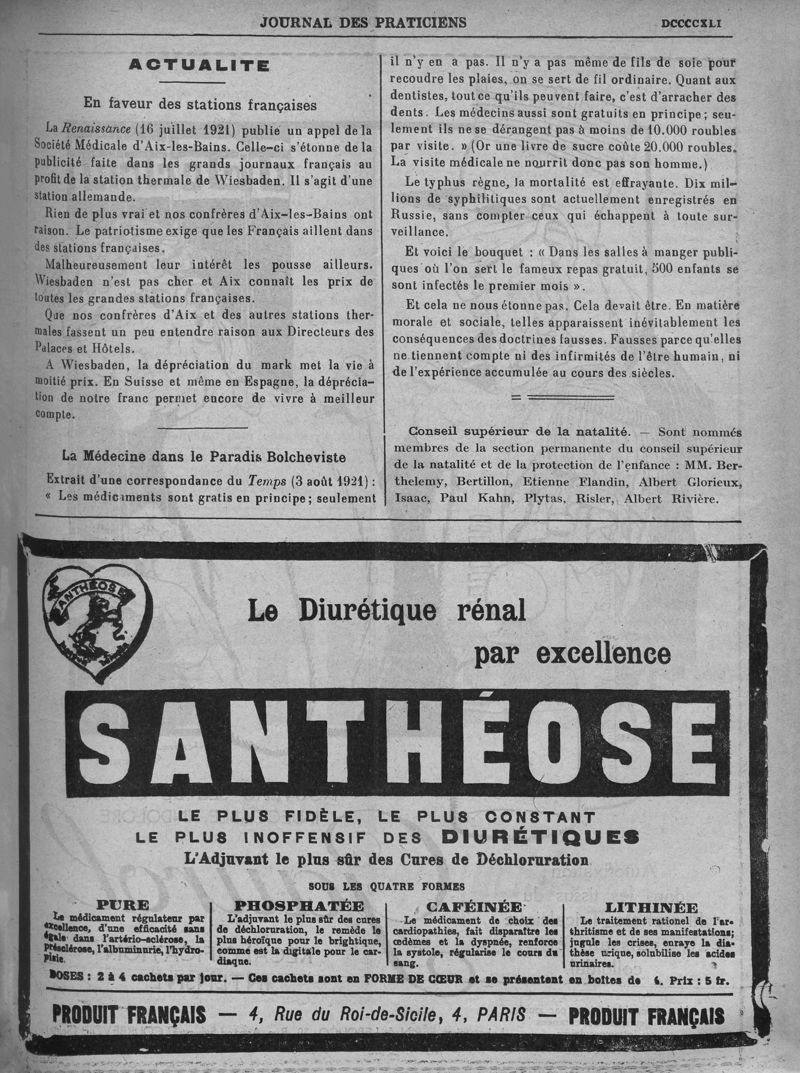 JOURNAL DES PRATICIENS
DCCCCXLI
ACTUALITE
En faveur des stations françaises
La Renaissance (16 juillet 1921) publie un appel de la
Société Médicale d'Aix-les-Bains. Celle-ci s'étonne de la
publicité faite dans les grands journaux français au
profit de la station thermale de Wiesbaden. Il s'agit d'une
station allemande.
Rien de plus vrai et nos confrères d'Aix-les-Bains ont
raison. Le patriotisme exige que les Français aillent dans
des stations françaises.
Malheureusement leur intérêt les pousse ailleurs.
Wiesbaden n'est pas cher et Aix connaît les prix de
toutes les grandes stations françaises.
Que nos confrères d'Aix et des autres stations ther-
males fassent un peu entendre raison aux Directeurs des
Palaces et Hôtels.
A Wiesbaden, la dépréciation du mark met la vie à
moitié prix. En Suisse et même en Espagne, la déprécia-
tion de notre franc permet encore de vivre à meilleur
compte.
La Médecine dans le Paradis Bolcheviste
Extrait d'une correspondance du Temps (3 août 1921) :
« Les médicaments sont gratis en principe ; seulement
il n'y en a pas. Il n'y a pas même de fils de soie pour
recoudre les plaies, on se sert de fil ordinaire. Quant aux
dentistes, tout ce qu'ils peuvent faire, c'est d'arracher des
dents. Les médecins aussi sont gratuits en principe ; seu-
lement ils ne se dérangent pas à moins de 10.000 roubles
par visite. » (Or une livre de sucre coûte 20.000 roubles.
La visite médicale ne nourrit donc pas son homme.)
Le typhus règne, la mortalité est effrayante. Dix mil-
lions de syphilitiques sont actuellement enregistrés en
Russie, sans compter ceux qui échappent à toute sur-
veillance.
Et voici le bouquet : « Dans les salles à manger publi-
ques où l'on sert le fameux repas gratuit, 500 enfants se
sont infectés le premier mois ».
Et cela ne nous étonne pas. Cela devait être. En matière
morale et sociale, telles apparaissent inévitablement les
conséquences des doctrines fausses. Fausses parce qu'elles
ne tiennent compte ni des infirmités de l'être humain, ni
de l'expérience accumulée au cours des siècles.
Conseil supérieur de la natalité. — Sont nommés
membres de la section permanente du conseil supérieur
de la natalité et de la protection de l'enfance : MM. Ber-
thelemy, Bertillon, Etienne Flandin, Albert Glorieux,
Isaac, Paul Kahn, Plytas, Risler, Albert Rivière.
SANTHÉOSE
Le Diurétique rénal
par excellence
SANTHÉOSE
LE PLUS FIDÈLE, LE PLUS CONSTANT
LE PLUS INOFFENSIF DES DIURÉTIQUES
L'Adjuvant le plus sûr des Cures de Déchloruration
SOUS LES QUATRE FORMES
PURE
Le médicament régulateur par
excellence, d'une efficacité sans
égale dans l'artério-sclérose, la
présclérose, l'albuminurie, l'hydro-
pisie.
PHOSPHATÉE
L'adjuvant le plus sûr des cures
de déchloruration, le remède le
plus héroïque pour le brightique,
comme est la digitale pour le car-
diaque.
CAFÉINÉE
Le médicament de choix des
cardiopathies, fait disparaître les
œdèmes et la dyspnée, renforce
la systole, régularise le cours du
sang.
LITHINÉE
Le traitement rationel de l'ar-
thritisme et de ses manifestations;
jugule les crises, enraye la dia-
thèse urique, solubilise les acides
urinaires.
DOSES : 2 à 4 cachets par jour. — Ces cachets sont en FORME DE CŒUR et se présentent en boîtes de Prix : 5 fr.
PRODUIT FRANÇAIS — 4, Rue du Roi-de-Sicile, 4, PARIS — PRODUIT FRANÇAIS